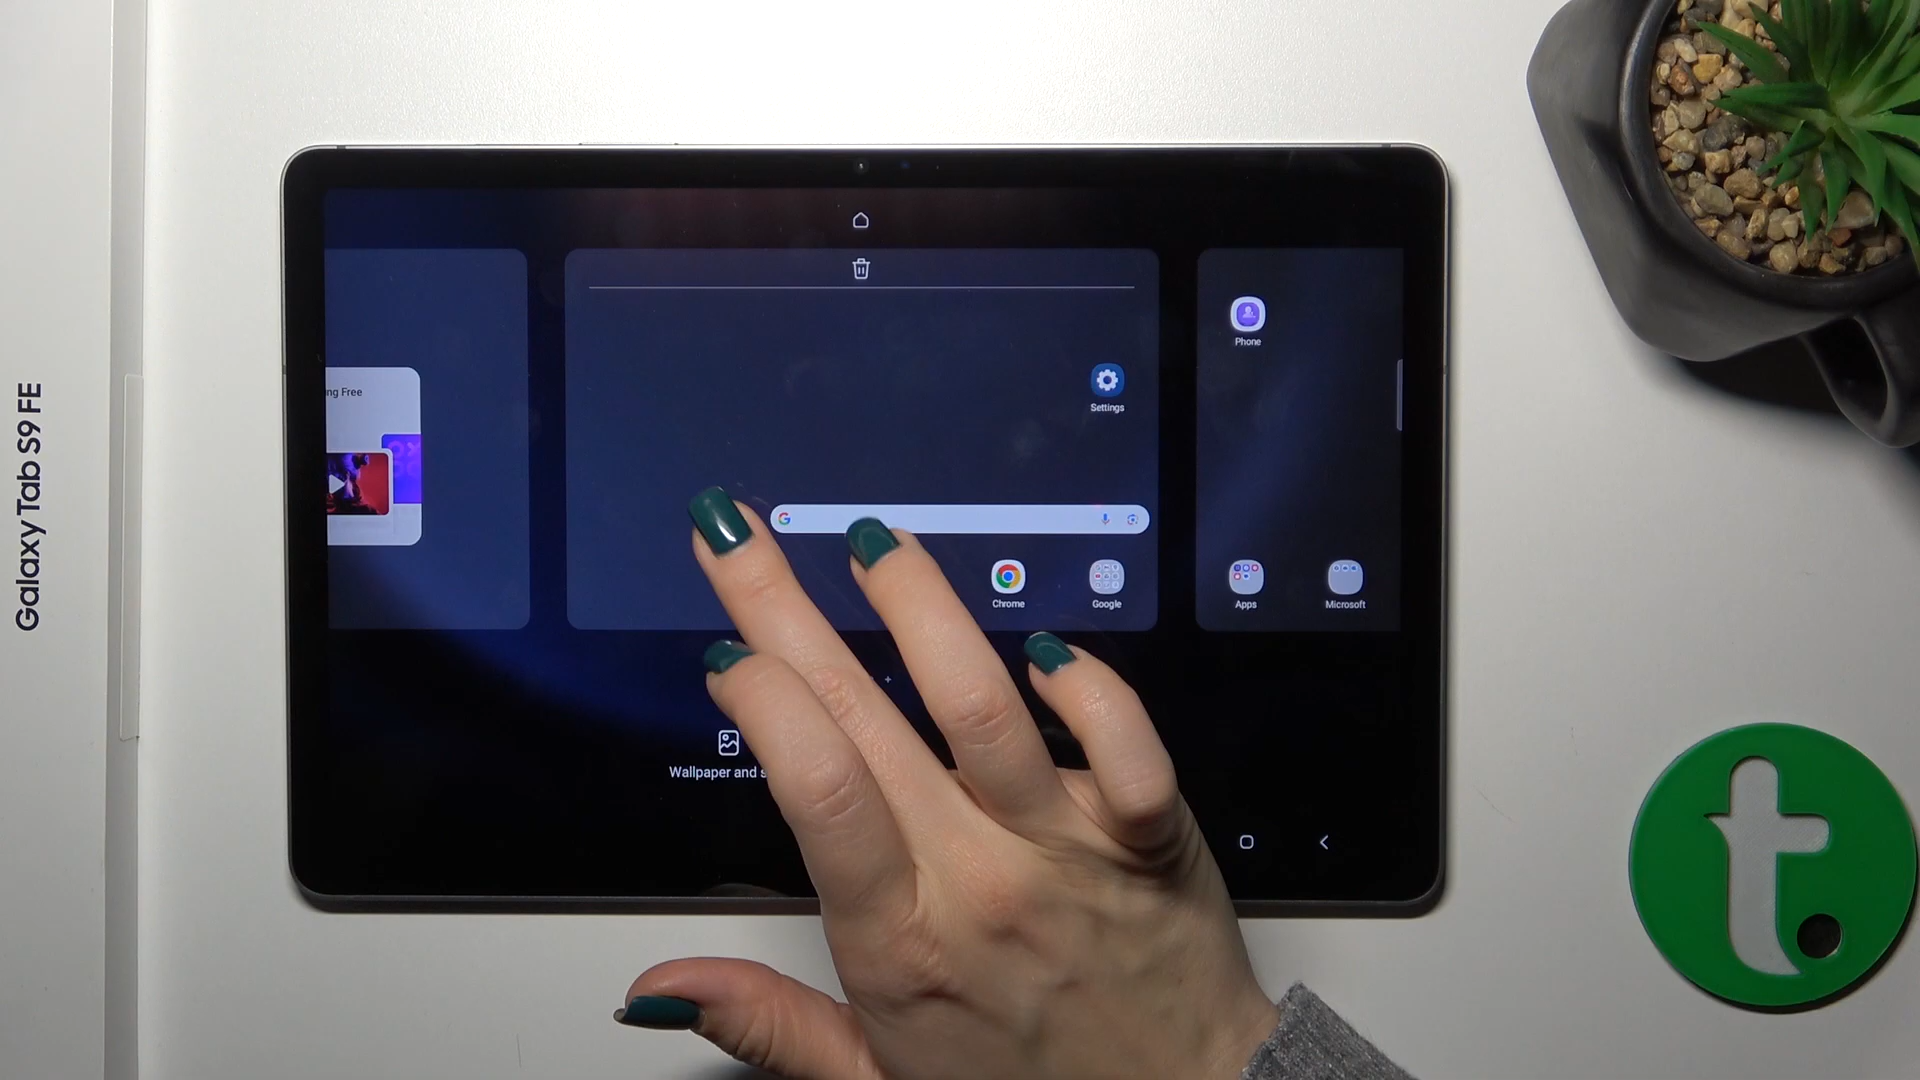 Galaxy Tab S9 FE
ng Free
Settings
Chrome
Google
Phone
Apps
Microsoft
Wallpaper and
t.